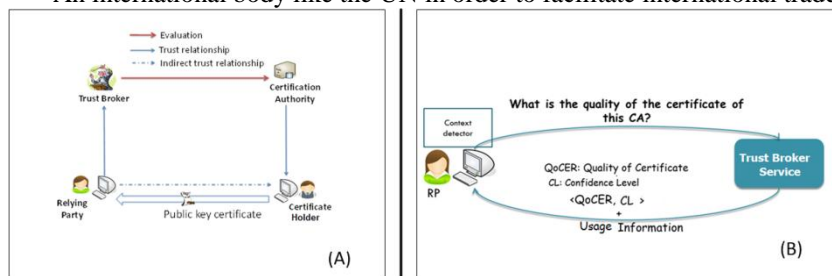 An international body like the UN in order to facilitate international trade
Evaluation
Trust relationship
Indirect trust relationship
Trust Broker
Certification
Authority
Relying
Party
Public key certificate
Certificate
Holder
(A)
What is the quality of the certificate of
this CA?
Context
detector
RP
QoCER: Quality of Certificate
CL: Confidence Level
<QoCER, CL >
+
Usage Information
Trust Broker
Service
(B)